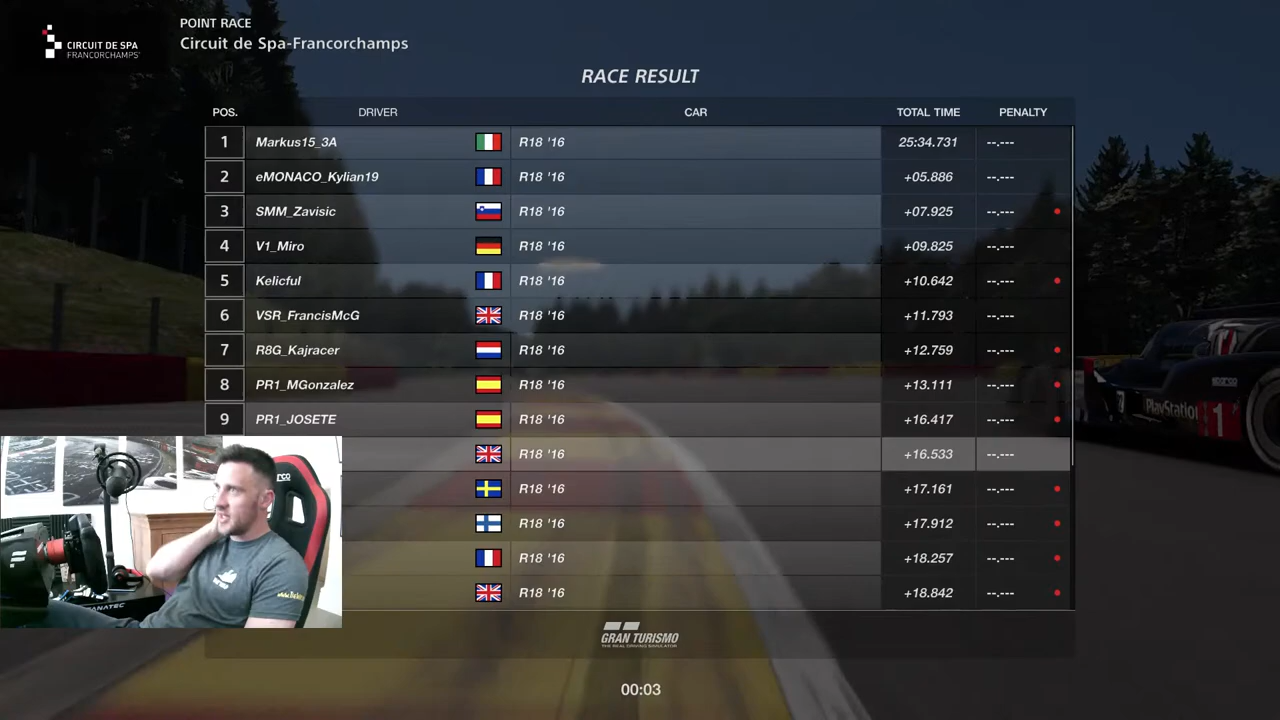 POINT RACE
CIRCUIT DE SPA
FRANCORCHAMPS
Circuit de Spa-Francorchamps
RACE RESULT
POS. DRIVER CAR TOTAL TIME PENALTY
1 Markus15_3A R18 '16 25:34.731 --.---
2 eMONACO_Kylian19 R18 '16 +05.886 --.---
3 SMM_Zavisic R18 '16 +07.925 --.---
4 V1_Miro R18 '16 +09.825 --.---
5 Kelicful R18 '16 +10.642 --.---
6 VSR_FrancisMcG R18 '16 +11.793 --.---
7 R8G_Kajracer R18 '16 +12.759 --.---
8 PR1_MGonzalez R18 '16 +13.111 --.---
9 PR1_JOSETE R18 '16 +16.417 --.---
R18 '16 +16.533 --.---
R18 '16 +17.161 --.---
R18 '16 +17.912 --.---
R18 '16 +18.257 --.---
R18 '16 +18.842 --.---
PlayStation
1
FANATEC
GRAN TURISMO
THE REAL DRIVING SIMULATOR
00:03